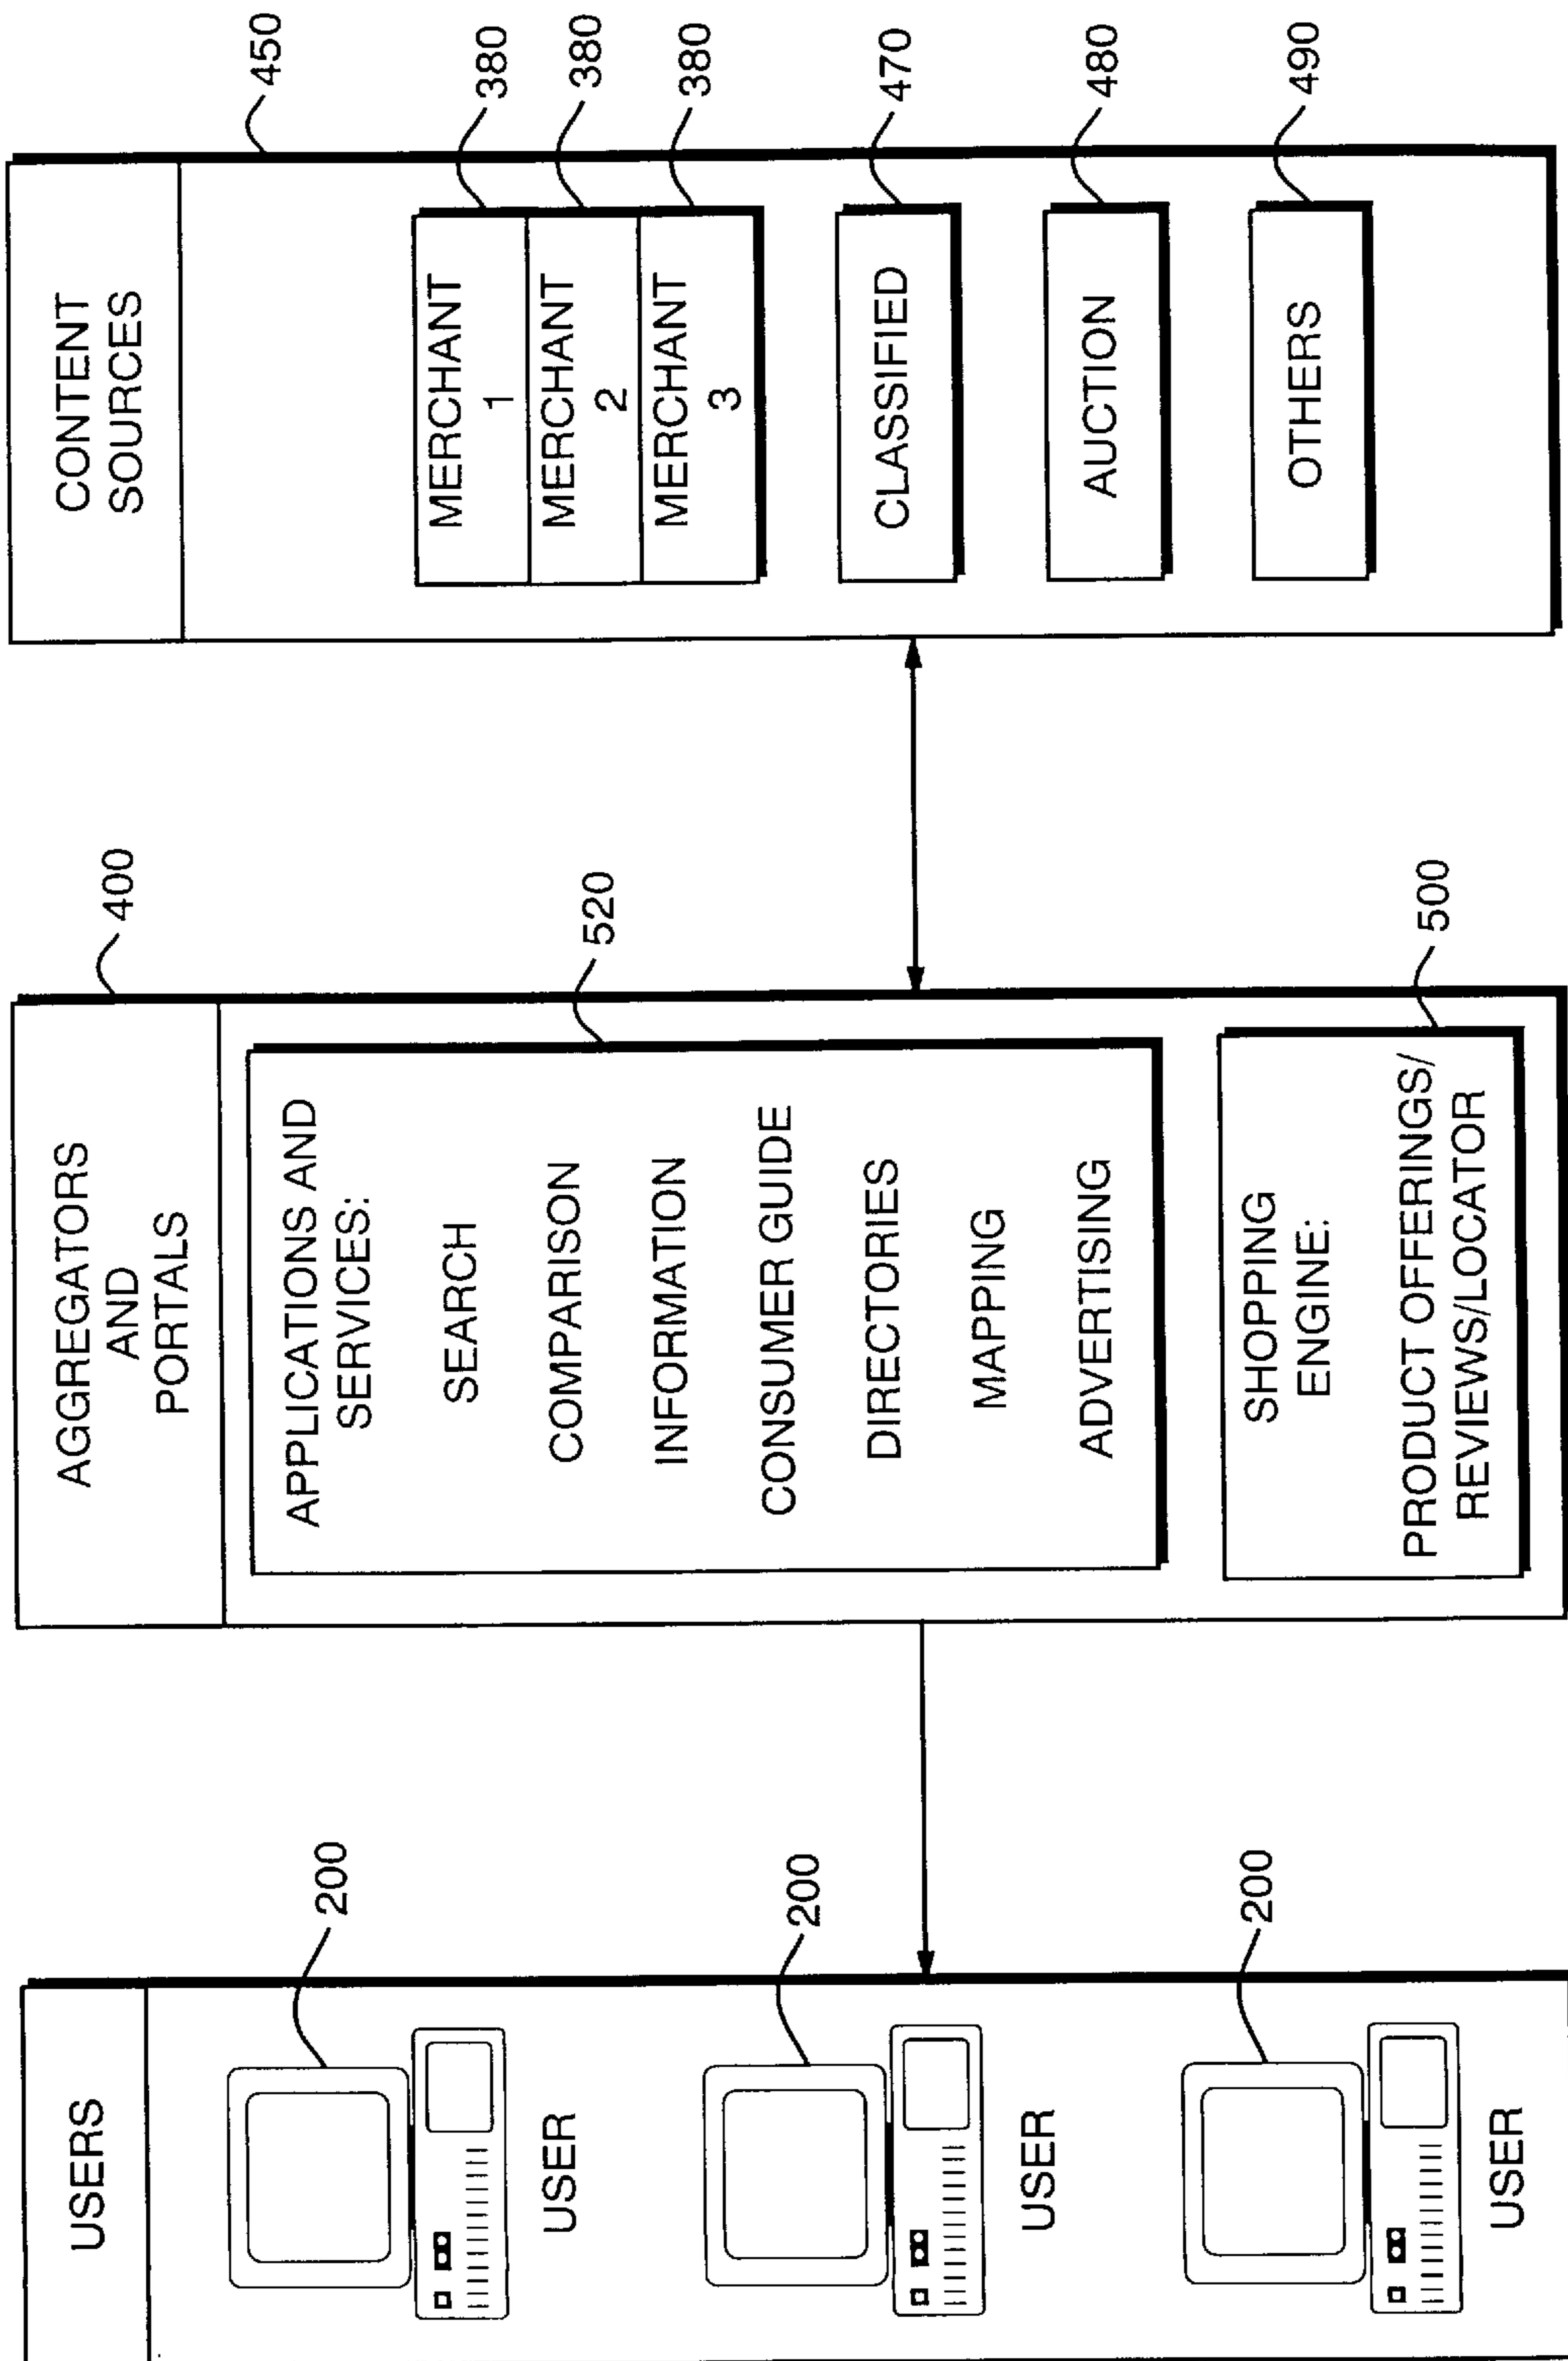 USERS
200
USER
200
USER
200
USER
AGGREGATORS
AND
PORTALS
400
APPLICATIONS AND
SERVICES:
520
SEARCH
COMPARISON
INFORMATION
CONSUMER GUIDE
DIRECTORIES
MAPPING
ADVERTISING
SHOPPING
ENGINE:
500
PRODUCT OFFERINGS/
REVIEWS/LOCATOR
CONTENT
SOURCES
450
MERCHANT
1
380
MERCHANT
2
380
MERCHANT
3
380
CLASSIFIED
470
AUCTION
480
OTHERS
490